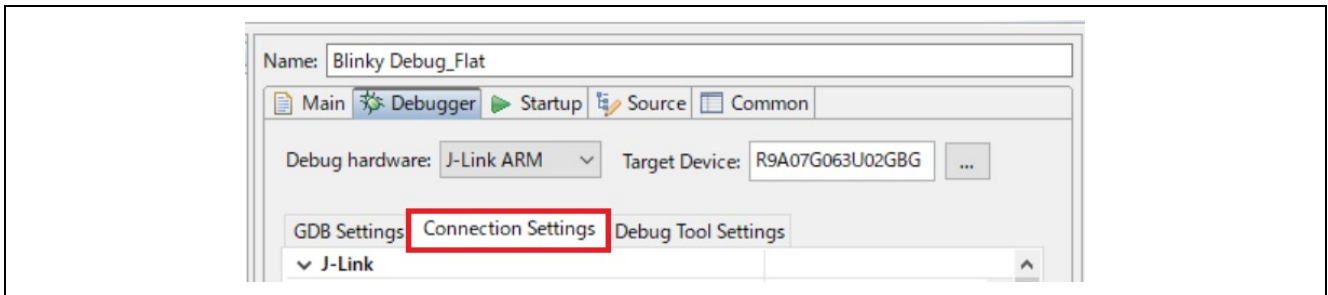 Name: Blinky Debug_Flat
Main Debugger Startup Source Common
Debug hardware: J-Link ARM Target Device: R9A07G063U02GBG ...
GDB Settings Connection Settings Debug Tool Settings
J-Link